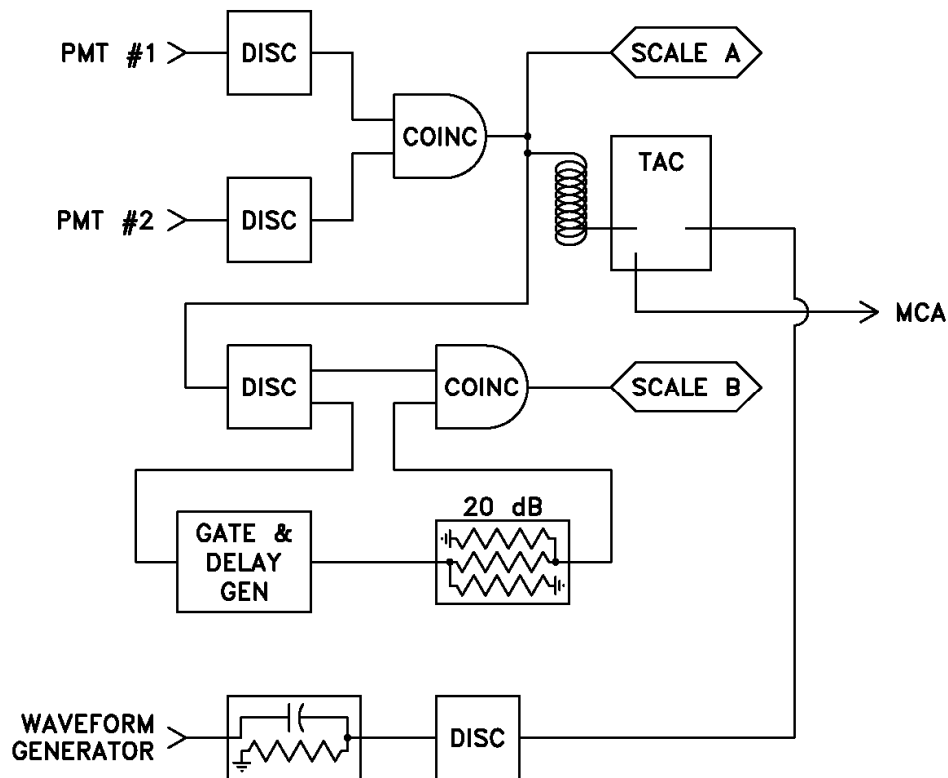 PMT #1
DISC
SCALE A
COINC
TAC
PMT #2
DISC
MCA
DISC
COINC
SCALE B
20 dB
GATE &
DELAY
GEN
WAVEFORM
GENERATOR
DISC